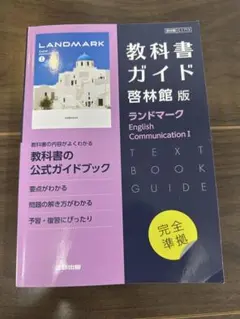 LANDMARK
教科書
ガイド
啓林館 版
ランドマーク
English
Communication I
教科書の内容がよくわかる
教科書の
公式ガイドブック
要点がわかる
問題の解き方がわかる
予習・復習にぴったり
TEXT
BOOK
GUIDE
完全
準拠